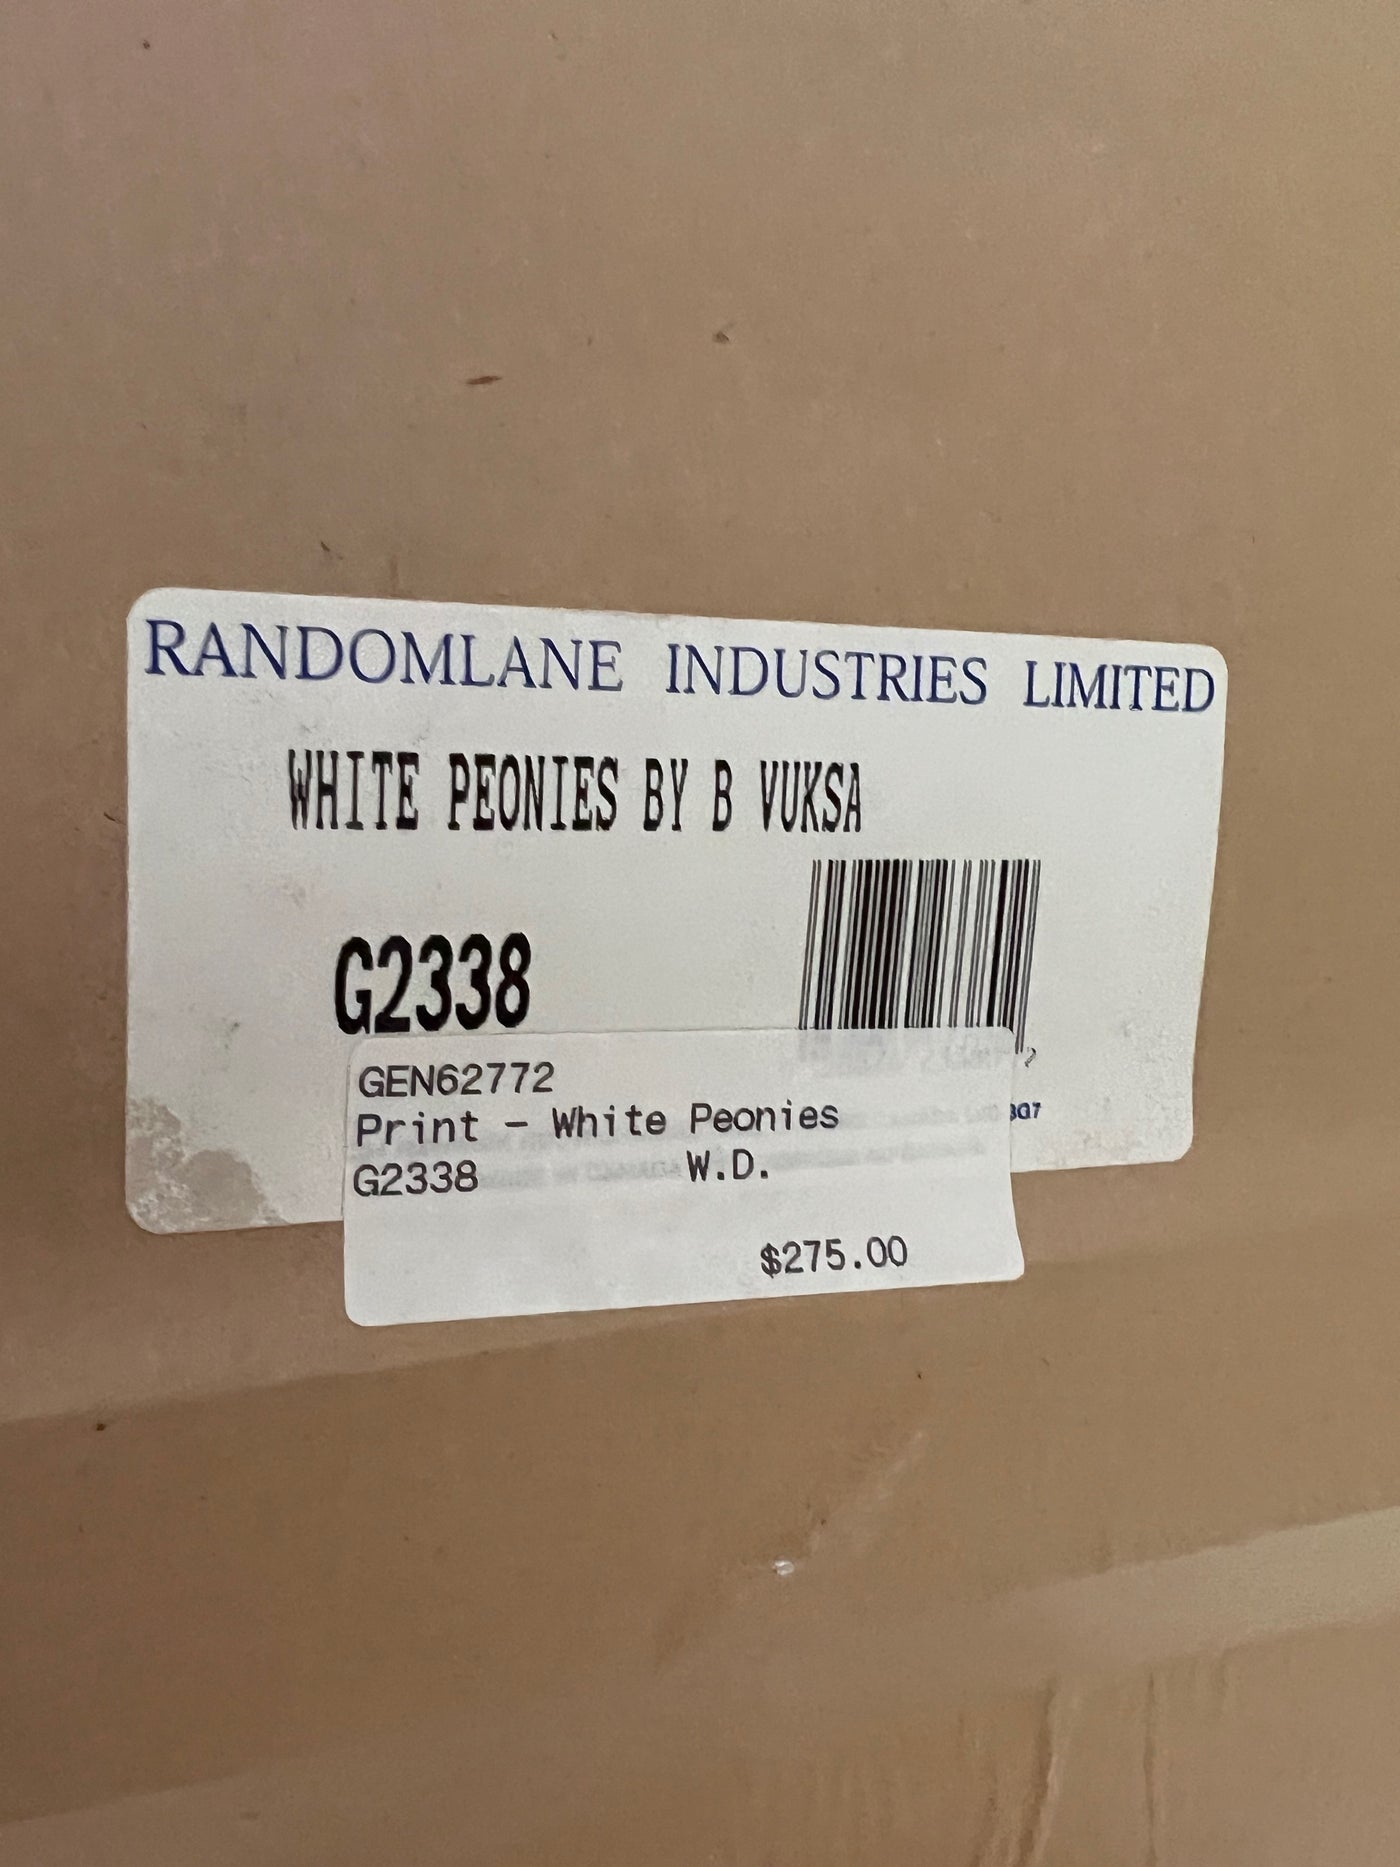 RANDOMLANE INDUSTRIES LIMITED
WHITE PEONIES BY B VUKSA
G2338
GEN62772
Print - White Peonies
G2338 W.D.
$275.00